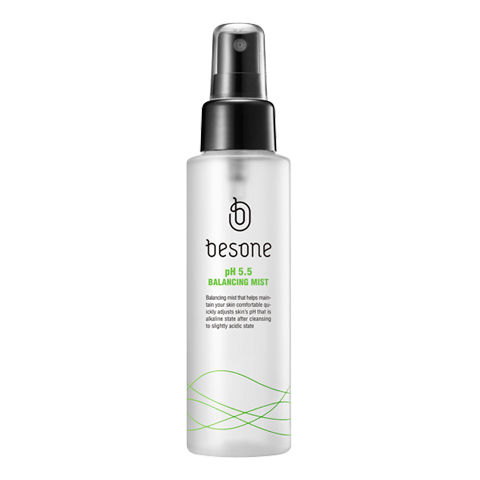 besone
pH 5.5
BALANCING MIST
Balancing mist that helps main-
tain your skin comfortable qu-
ickly adjusts skin's pH that is
alkaline state after cleansing
to slightly acidic state